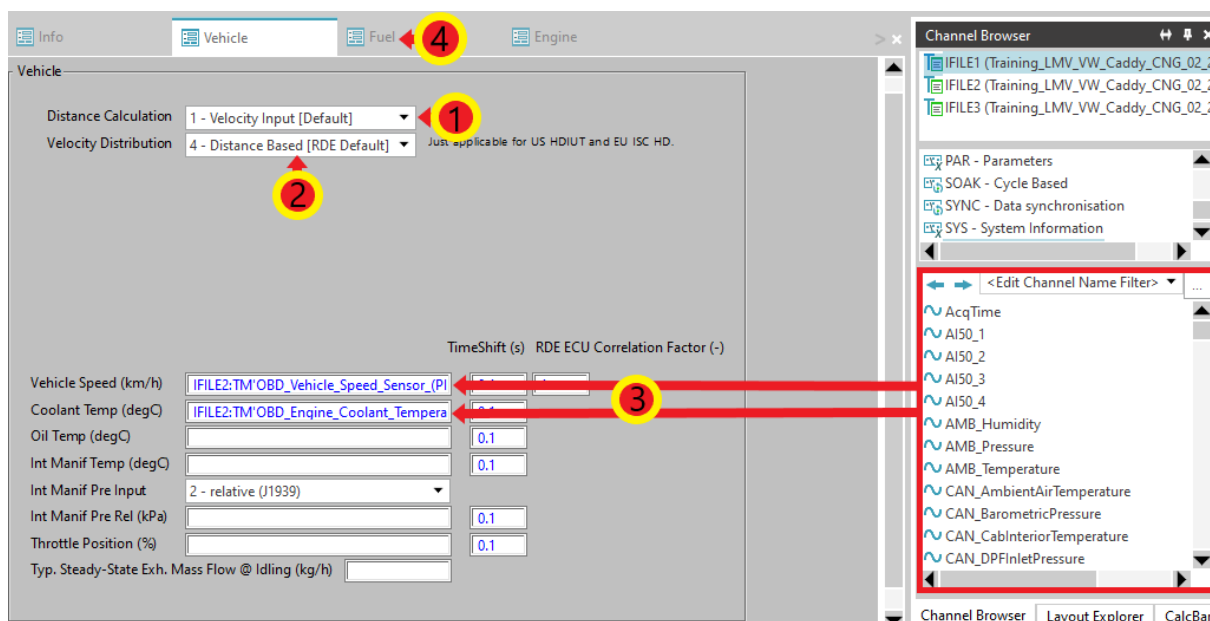 Info
Vehicle
Fuel
4
Engine
Vehicle
Distance Calculation
1 - Velocity Input [Default]
1
Velocity Distribution
4 - Distance Based [RDE Default]
Just applicable for US HDIUT and EU ISC HD.
2
TimeShift (s) RDE ECU Correlation Factor (-)
Vehicle Speed (km/h) IFILE2:TM'OBD_Vehicle_Speed_Sensor_(PI
Coolant Temp (degC) IFILE2:TM'OBD_Engine_Coolant_Tempera
3
Oil Temp (degC) 0.1
Int Manif Temp (degC) 0.1
Int Manif Pre Input 2 - relative (J1939)
Int Manif Pre Rel (kPa) 0.1
Throttle Position (%) 0.1
Typ. Steady-State Exh. Mass Flow @ Idling (kg/h)
Channel Browser
IFILE1 (Training_LMV_VW_Caddy_CNG_02_2
IFILE2 (Training_LMV_VW_Caddy_CNG_02_2
IFILE3 (Training_LMV_VW_Caddy_CNG_02_2
PAR - Parameters
SOAK - Cycle Based
SYNC - Data synchronisation
SYS - System Information
<Edit Channel Name Filter> ...
AcqTime
AI50_1
AI50_2
AI50_3
AI50_4
AMB_Humidity
AMB_Pressure
AMB_Temperature
CAN_AmbientAirTemperature
CAN_BarometricPressure
CAN_CabInteriorTemperature
CAN_DPFInletPressure
Channel Browser Layout Explorer CalcBar